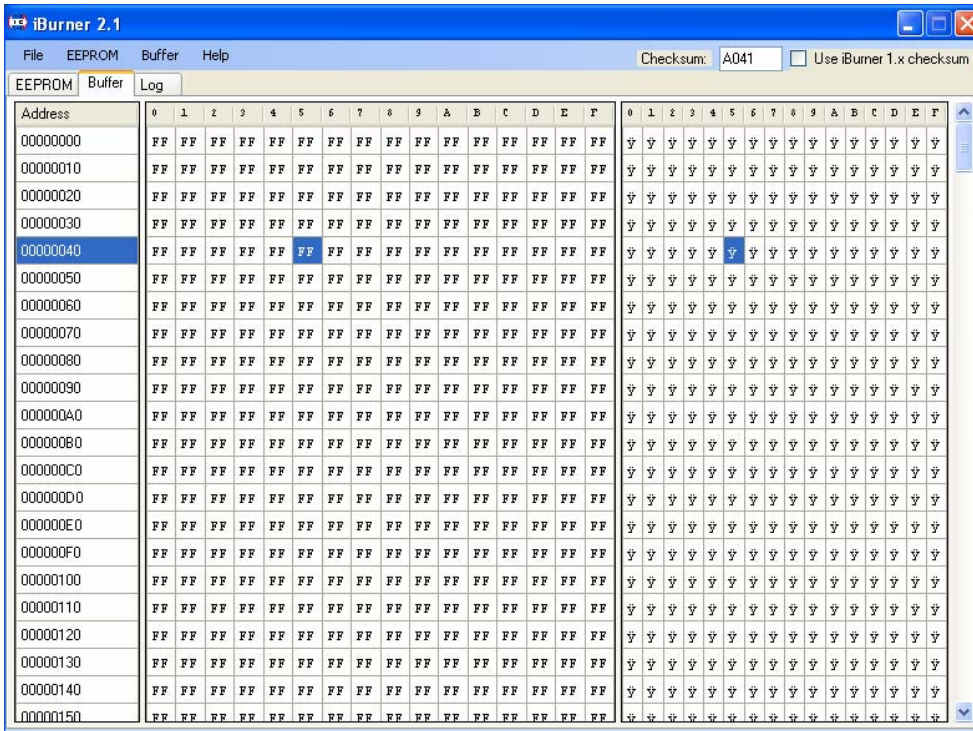 iBurner 2.1
File EEPROM Buffer Help Checksum: A041 Use iBurner 1.x checksum
EEPROM Buffer Log
Address 0 1 2 3 4 5 6 7 8 9 A B C D E F 0 1 2 3 4 5 6 7 8 9 A B C D E F
00000000 FF FF FF FF FF FF FF FF FF FF FF FF FF FF FF FF ÿ ÿ ÿ ÿ ÿ ÿ ÿ ÿ ÿ ÿ ÿ ÿ ÿ ÿ ÿ ÿ
00000010 FF FF FF FF FF FF FF FF FF FF FF FF FF FF FF FF ÿ ÿ ÿ ÿ ÿ ÿ ÿ ÿ ÿ ÿ ÿ ÿ ÿ ÿ ÿ ÿ
00000020 FF FF FF FF FF FF FF FF FF FF FF FF FF FF FF FF ÿ ÿ ÿ ÿ ÿ ÿ ÿ ÿ ÿ ÿ ÿ ÿ ÿ ÿ ÿ ÿ
00000030 FF FF FF FF FF FF FF FF FF FF FF FF FF FF FF FF ÿ ÿ ÿ ÿ ÿ ÿ ÿ ÿ ÿ ÿ ÿ ÿ ÿ ÿ ÿ ÿ
00000040 FF FF FF FF FF FF FF FF FF FF FF FF FF FF FF FF ÿ ÿ ÿ ÿ ÿ ÿ ÿ ÿ ÿ ÿ ÿ ÿ ÿ ÿ ÿ ÿ
00000050 FF FF FF FF FF FF FF FF FF FF FF FF FF FF FF FF ÿ ÿ ÿ ÿ ÿ ÿ ÿ ÿ ÿ ÿ ÿ ÿ ÿ ÿ ÿ ÿ
00000060 FF FF FF FF FF FF FF FF FF FF FF FF FF FF FF FF ÿ ÿ ÿ ÿ ÿ ÿ ÿ ÿ ÿ ÿ ÿ ÿ ÿ ÿ ÿ ÿ
00000070 FF FF FF FF FF FF FF FF FF FF FF FF FF FF FF FF ÿ ÿ ÿ ÿ ÿ ÿ ÿ ÿ ÿ ÿ ÿ ÿ ÿ ÿ ÿ ÿ
00000080 FF FF FF FF FF FF FF FF FF FF FF FF FF FF FF FF ÿ ÿ ÿ ÿ ÿ ÿ ÿ ÿ ÿ ÿ ÿ ÿ ÿ ÿ ÿ ÿ
00000090 FF FF FF FF FF FF FF FF FF FF FF FF FF FF FF FF ÿ ÿ ÿ ÿ ÿ ÿ ÿ ÿ ÿ ÿ ÿ ÿ ÿ ÿ ÿ ÿ
000000A0 FF FF FF FF FF FF FF FF FF FF FF FF FF FF FF FF ÿ ÿ ÿ ÿ ÿ ÿ ÿ ÿ ÿ ÿ ÿ ÿ ÿ ÿ ÿ ÿ
000000B0 FF FF FF FF FF FF FF FF FF FF FF FF FF FF FF FF ÿ ÿ ÿ ÿ ÿ ÿ ÿ ÿ ÿ ÿ ÿ ÿ ÿ ÿ ÿ ÿ
000000C0 FF FF FF FF FF FF FF FF FF FF FF FF FF FF FF FF ÿ ÿ ÿ ÿ ÿ ÿ ÿ ÿ ÿ ÿ ÿ ÿ ÿ ÿ ÿ ÿ
000000D0 FF FF FF FF FF FF FF FF FF FF FF FF FF FF FF FF ÿ ÿ ÿ ÿ ÿ ÿ ÿ ÿ ÿ ÿ ÿ ÿ ÿ ÿ ÿ ÿ
000000E0 FF FF FF FF FF FF FF FF FF FF FF FF FF FF FF FF ÿ ÿ ÿ ÿ ÿ ÿ ÿ ÿ ÿ ÿ ÿ ÿ ÿ ÿ ÿ ÿ
000000F0 FF FF FF FF FF FF FF FF FF FF FF FF FF FF FF FF ÿ ÿ ÿ ÿ ÿ ÿ ÿ ÿ ÿ ÿ ÿ ÿ ÿ ÿ ÿ ÿ
00000100 FF FF FF FF FF FF FF FF FF FF FF FF FF FF FF FF ÿ ÿ ÿ ÿ ÿ ÿ ÿ ÿ ÿ ÿ ÿ ÿ ÿ ÿ ÿ ÿ
00000110 FF FF FF FF FF FF FF FF FF FF FF FF FF FF FF FF ÿ ÿ ÿ ÿ ÿ ÿ ÿ ÿ ÿ ÿ ÿ ÿ ÿ ÿ ÿ ÿ
00000120 FF FF FF FF FF FF FF FF FF FF FF FF FF FF FF FF ÿ ÿ ÿ ÿ ÿ ÿ ÿ ÿ ÿ ÿ ÿ ÿ ÿ ÿ ÿ ÿ
00000130 FF FF FF FF FF FF FF FF FF FF FF FF FF FF FF FF ÿ ÿ ÿ ÿ ÿ ÿ ÿ ÿ ÿ ÿ ÿ ÿ ÿ ÿ ÿ ÿ
00000140 FF FF FF FF FF FF FF FF FF FF FF FF FF FF FF FF ÿ ÿ ÿ ÿ ÿ ÿ ÿ ÿ ÿ ÿ ÿ ÿ ÿ ÿ ÿ ÿ
00000150 FF FF FF FF FF FF FF FF FF FF FF FF FF FF FF FF ÿ ÿ ÿ ÿ ÿ ÿ ÿ ÿ ÿ ÿ ÿ ÿ ÿ ÿ ÿ ÿ